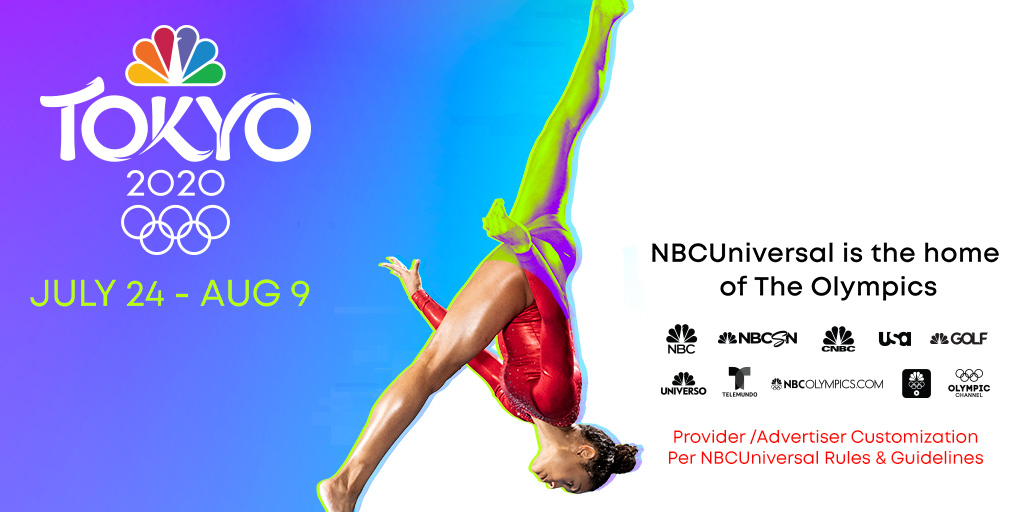 TOKYO
2020
JULY 24 - AUG 9
NBCUniversal is the home
of The Olympics
NBC NBCSN CNBC USA GOLF
UNIVERSO TELEMUNDO NBCOLYMPICS.COM OLYMPIC
CHANNEL
Provider /Advertiser Customization
Per NBCUniversal Rules & Guidelines